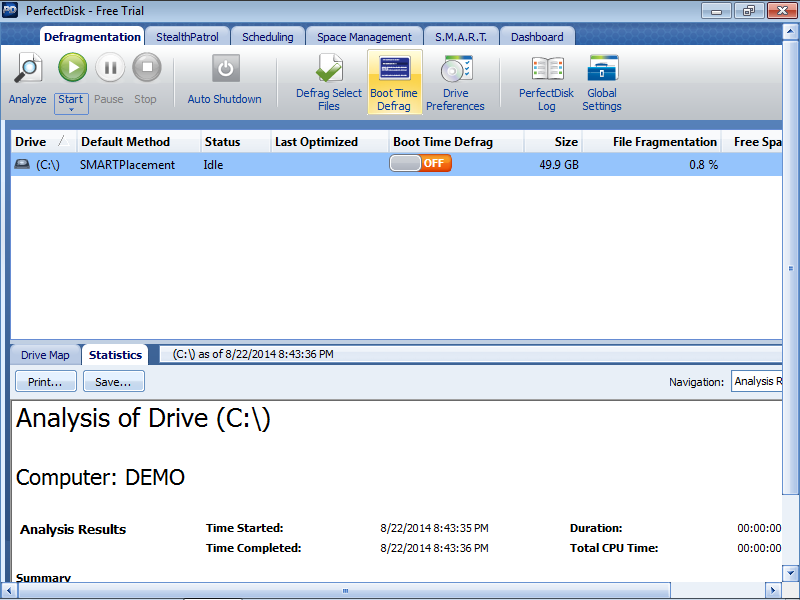 PerfectDisk - Free Trial
Defragmentation StealthPatrol Scheduling Space Management S.M.A.R.T. Dashboard
Analyze Start Pause Stop Auto Shutdown Defrag Select Files Boot Time Defrag Drive Preferences PerfectDisk Log Global Settings
Drive Default Method Status Last Optimized Boot Time Defrag Size File Fragmentation Free Spa
(C:\) SMARTPlacement Idle OFF 49.9 GB 0.8 %
Drive Map Statistics (C:\) as of 8/22/2014 8:43:36 PM
Print... Save... Navigation: Analysis R
Analysis of Drive (C:\)
Computer: DEMO
Analysis Results Time Started: 8/22/2014 8:43:35 PM Duration: 00:00:00
Time Completed: 8/22/2014 8:43:36 PM Total CPU Time: 00:00:00
Summary